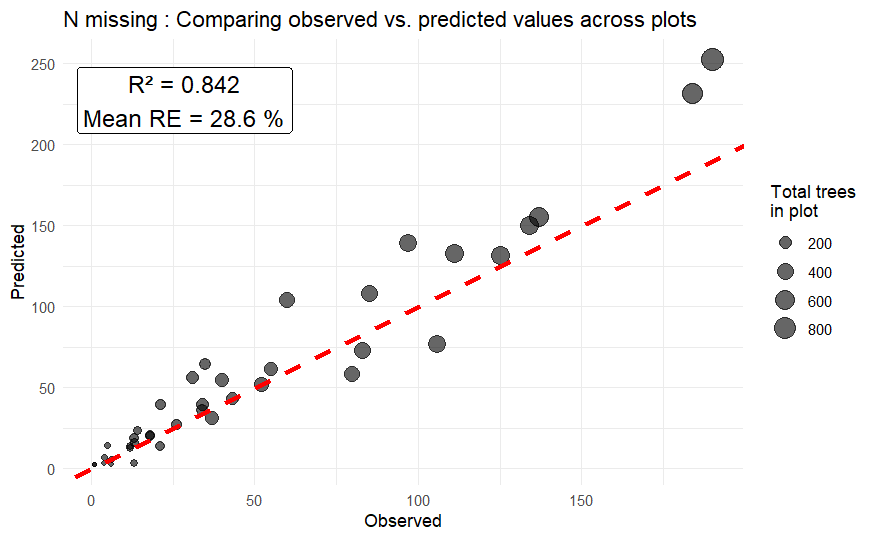 N missing : Comparing observed vs. predicted values across plots
R² = 0.842
Mean RE = 28.6 %
250
200
150
100
50
0
Predicted
0
50
100
150
Observed
Total trees
in plot
200
400
600
800